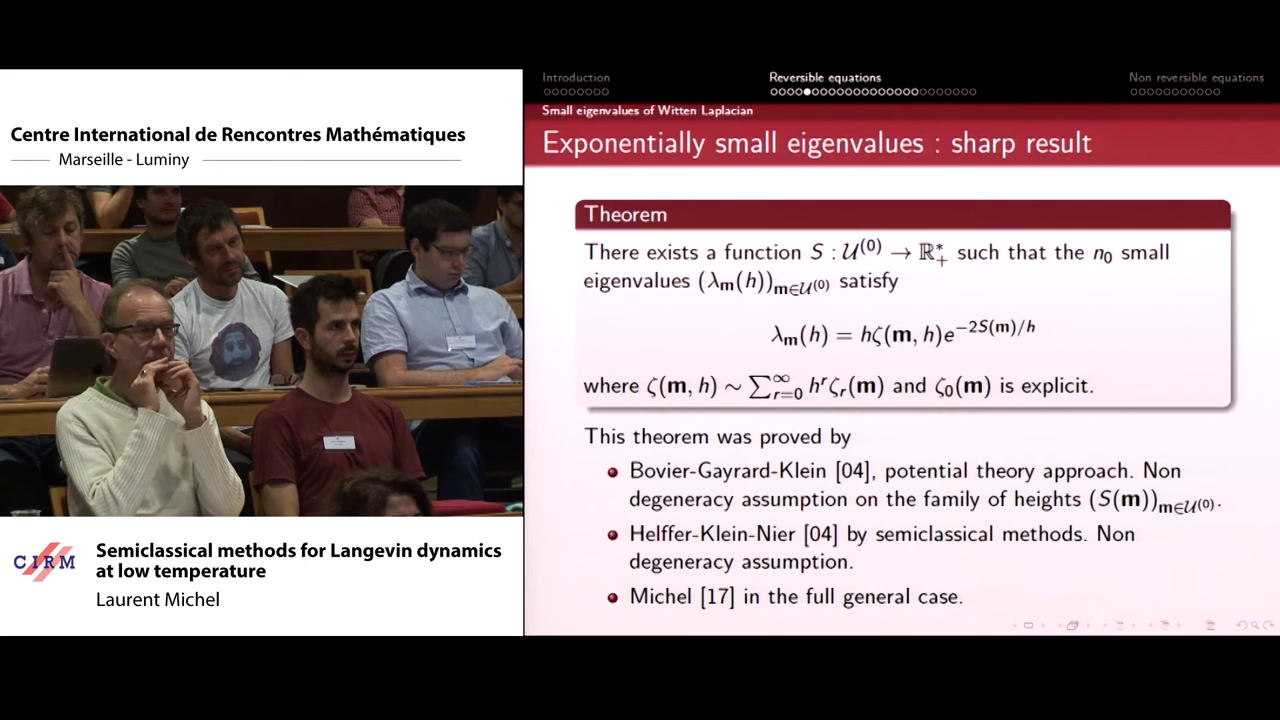 Centre International de Rencontres Mathématiques
Marseille - Luminy
CIRM
Semiclassical methods for Langevin dynamics
at low temperature
Laurent Michel
Introduction
Reversible equations
Non reversible equations
Small eigenvalues of Witten Laplacian
Exponentially small eigenvalues : sharp result
Theorem
There exists a function S : 𝒰⁽⁰⁾ → ℝ₊* such that the n₀ small
eigenvalues (λ_𝐦(h))_{𝐦∈𝒰⁽⁰⁾} satisfy
λ_𝐦(h) = hζ(𝐦, h)e^{−2S(𝐦)/h}
where ζ(𝐦, h) ∼ ∑_{r=0}^∞ h^r ζ_r(𝐦) and ζ₀(𝐦) is explicit.
This theorem was proved by
Bovier-Gayrard-Klein [04], potential theory approach. Non
degeneracy assumption on the family of heights (S(𝐦))_{𝐦∈𝒰⁽⁰⁾}.
Helffer-Klein-Nier [04] by semiclassical methods. Non
degeneracy assumption.
Michel [17] in the full general case.